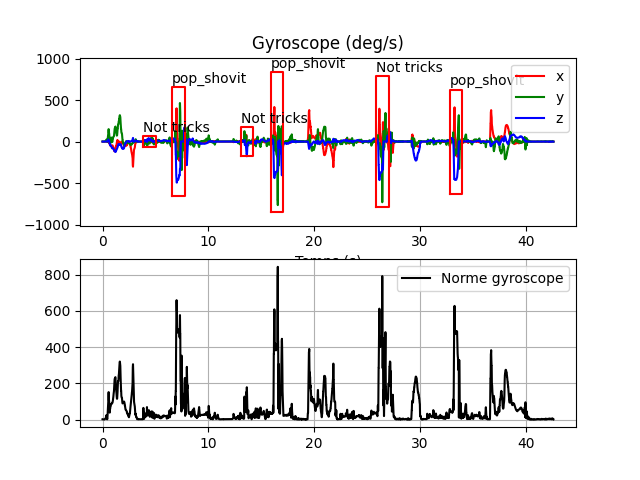 Gyroscope (deg/s)
1000
500
0
−500
−1000
Not tricks
pop_shovit
Not tricks
pop_shovit
Not tricks
pop_shovit
x
y
z
0
10
20
30
40
Temps (s)
800
600
400
200
0
Norme gyroscope
0
10
20
30
40